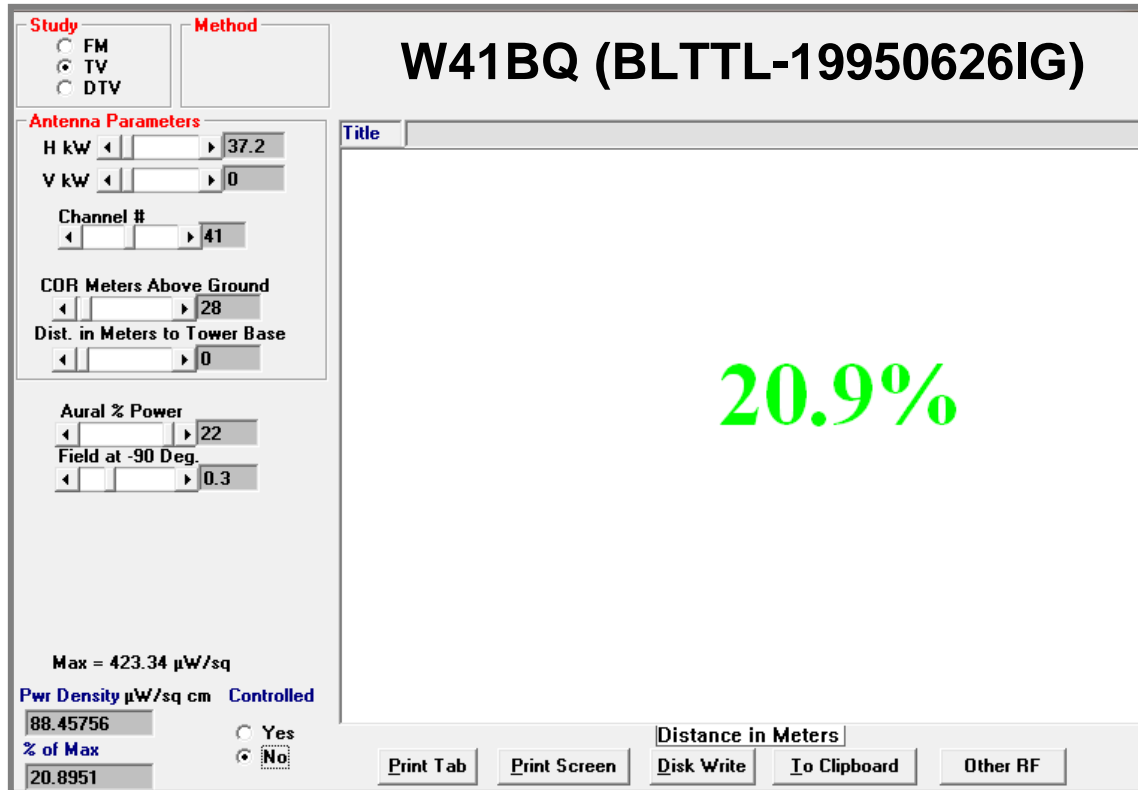 Study
FM
TV
DTV
Method
W41BQ (BLTTL-19950626IG)
Antenna Parameters
H kW 37.2
V kW 0
Channel #
41
COR Meters Above Ground
28
Dist. in Meters to Tower Base
0
Aural % Power
22
Field at -90 Deg.
0.3
Title
20.9%
Max = 423.34 µW/sq
Pwr Density µW/sq cm Controlled
88.45756
Yes
% of Max
No
20.8951
Distance in Meters
Print Tab Print Screen Disk Write To Clipboard Other RF